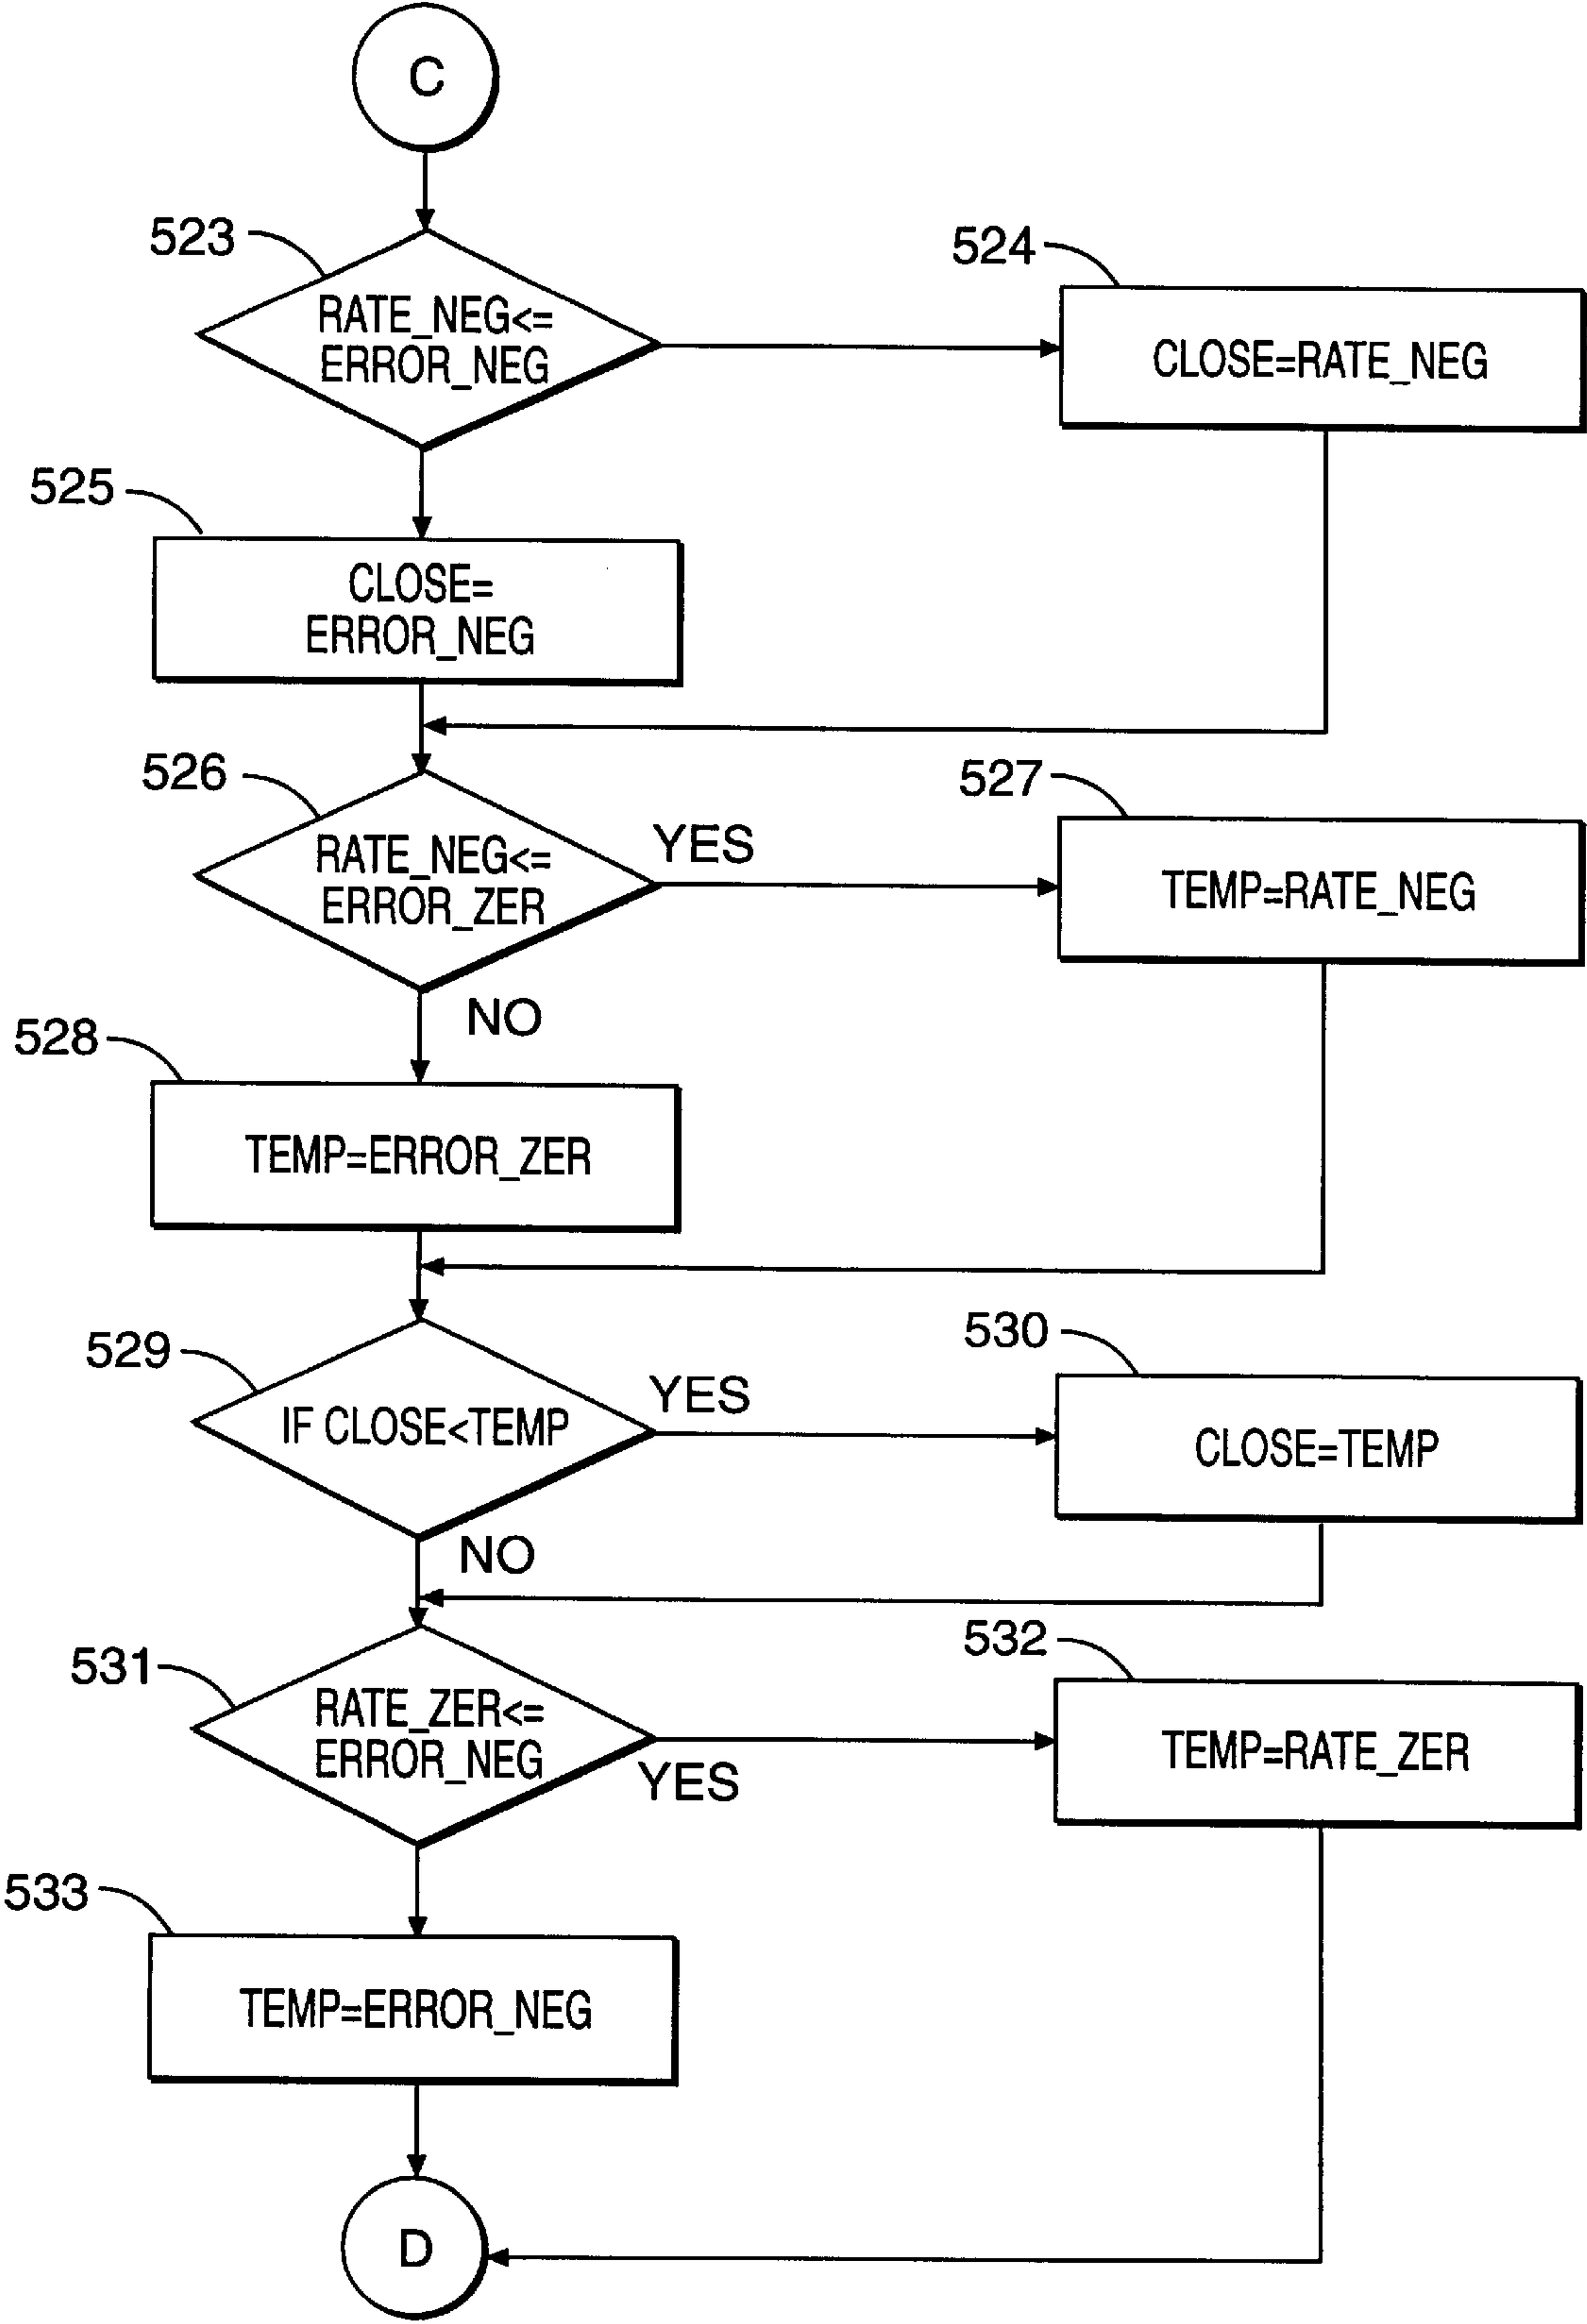 C
523
RATE_NEG<=
ERROR_NEG
524
CLOSE=RATE_NEG
525
CLOSE=
ERROR_NEG
526
RATE_NEG<=
ERROR_ZER
YES
527
TEMP=RATE_NEG
NO
528
TEMP=ERROR_ZER
529
IF CLOSE<TEMP
YES
530
CLOSE=TEMP
NO
531
RATE_ZER<=
ERROR_NEG
YES
532
TEMP=RATE_ZER
533
TEMP=ERROR_NEG
D